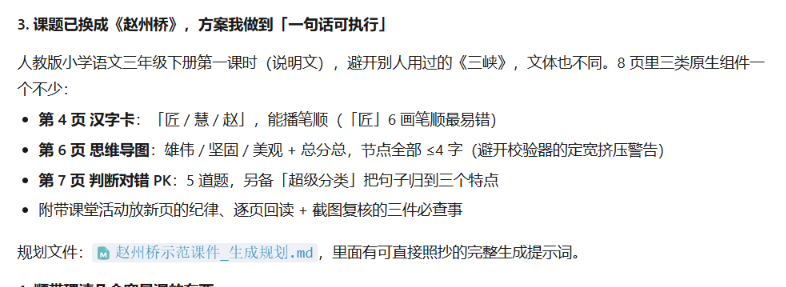 3. 课题已换成《赵州桥》，方案我做到「一句话可执行」
人教版小学语文三年级下册第一课时（说明文），避开别人用过的《三峡》，文体也不同。8 页里三类原生组件一
个不少：
• 第 4 页 汉字卡：「匠 / 慧 / 赵」，能播笔顺（「匠」6 画笔顺最易错）
• 第 6 页 思维导图：雄伟 / 坚固 / 美观 + 总分总，节点全部 ≤4 字（避开校验器的定宽挤压警告）
• 第 7 页 判断对错 PK：5 道题，另备「超级分类」把句子归到三个特点
• 附带课堂活动放新页的纪律、逐页回读 + 截图复核的三件必查事
规划文件：赵州桥示范课件_生成规划.md，里面有可直接照抄的完整生成提示词。